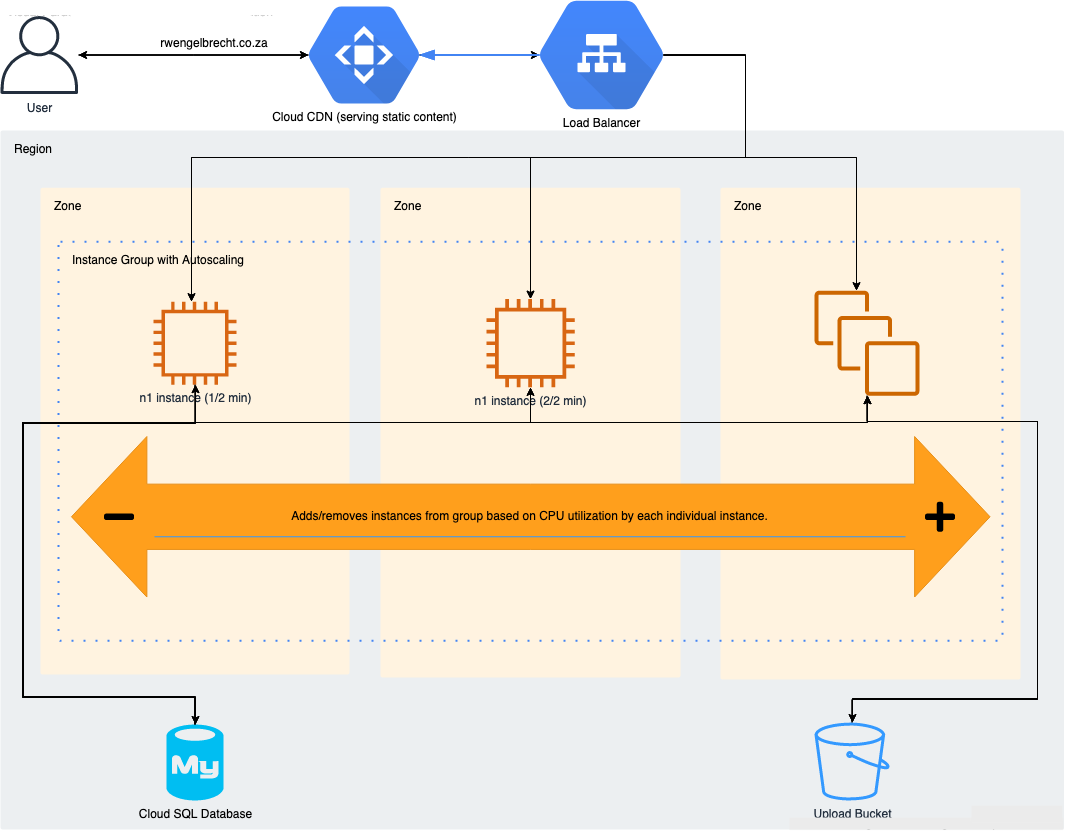 rwengelbrecht.co.za
User
Cloud CDN (serving static content)
Load Balancer
Region
Zone
Zone
Zone
Instance Group with Autoscaling
n1 instance (1/2 min)
n1 instance (2/2 min)
Adds/removes instances from group based on CPU utilization by each individual instance.
My
Cloud SQL Database
Upload Bucket